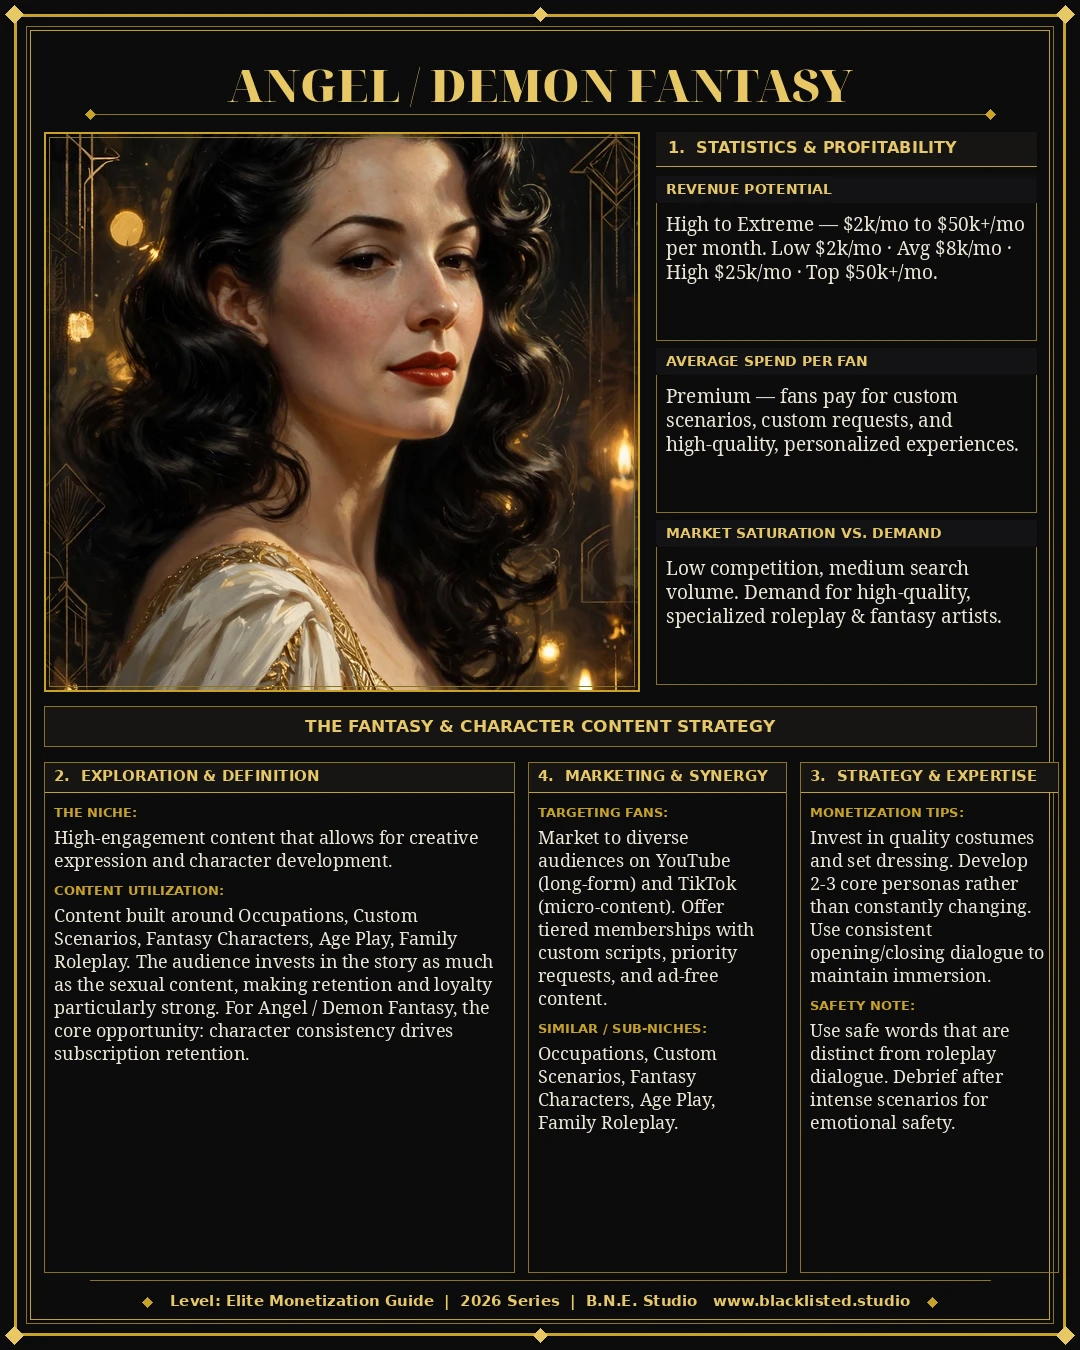 ANGEL / DEMON FANTASY
1. STATISTICS & PROFITABILITY
REVENUE POTENTIAL
High to Extreme — $2k/mo to $50k+/mo
per month. Low $2k/mo · Avg $8k/mo ·
High $25k/mo · Top $50k+/mo.
AVERAGE SPEND PER FAN
Premium — fans pay for custom
scenarios, custom requests, and
high-quality, personalized experiences.
MARKET SATURATION VS. DEMAND
Low competition, medium search
volume. Demand for high-quality,
specialized roleplay & fantasy artists.
THE FANTASY & CHARACTER CONTENT STRATEGY
2. EXPLORATION & DEFINITION
THE NICHE:
High-engagement content that allows for creative
expression and character development.
CONTENT UTILIZATION:
Content built around Occupations, Custom
Scenarios, Fantasy Characters, Age Play, Family
Roleplay. The audience invests in the story as much
as the sexual content, making retention and loyalty
particularly strong. For Angel / Demon Fantasy, the
core opportunity: character consistency drives
subscription retention.
4. MARKETING & SYNERGY
TARGETING FANS:
Market to diverse
audiences on YouTube
(long-form) and TikTok
(micro-content). Offer
tiered memberships with
custom scripts, priority
requests, and ad-free
content.
SIMILAR / SUB-NICHES:
Occupations, Custom
Scenarios, Fantasy
Characters, Age Play,
Family Roleplay.
3. STRATEGY & EXPERTISE
MONETIZATION TIPS:
Invest in quality costumes
and set dressing. Develop
2-3 core personas rather
than constantly changing.
Use consistent
opening/closing dialogue to
maintain immersion.
SAFETY NOTE:
Use safe words that are
distinct from roleplay
dialogue. Debrief after
intense scenarios for
emotional safety.
Level: Elite Monetization Guide | 2026 Series | B.N.E. Studio www.blacklisted.studio